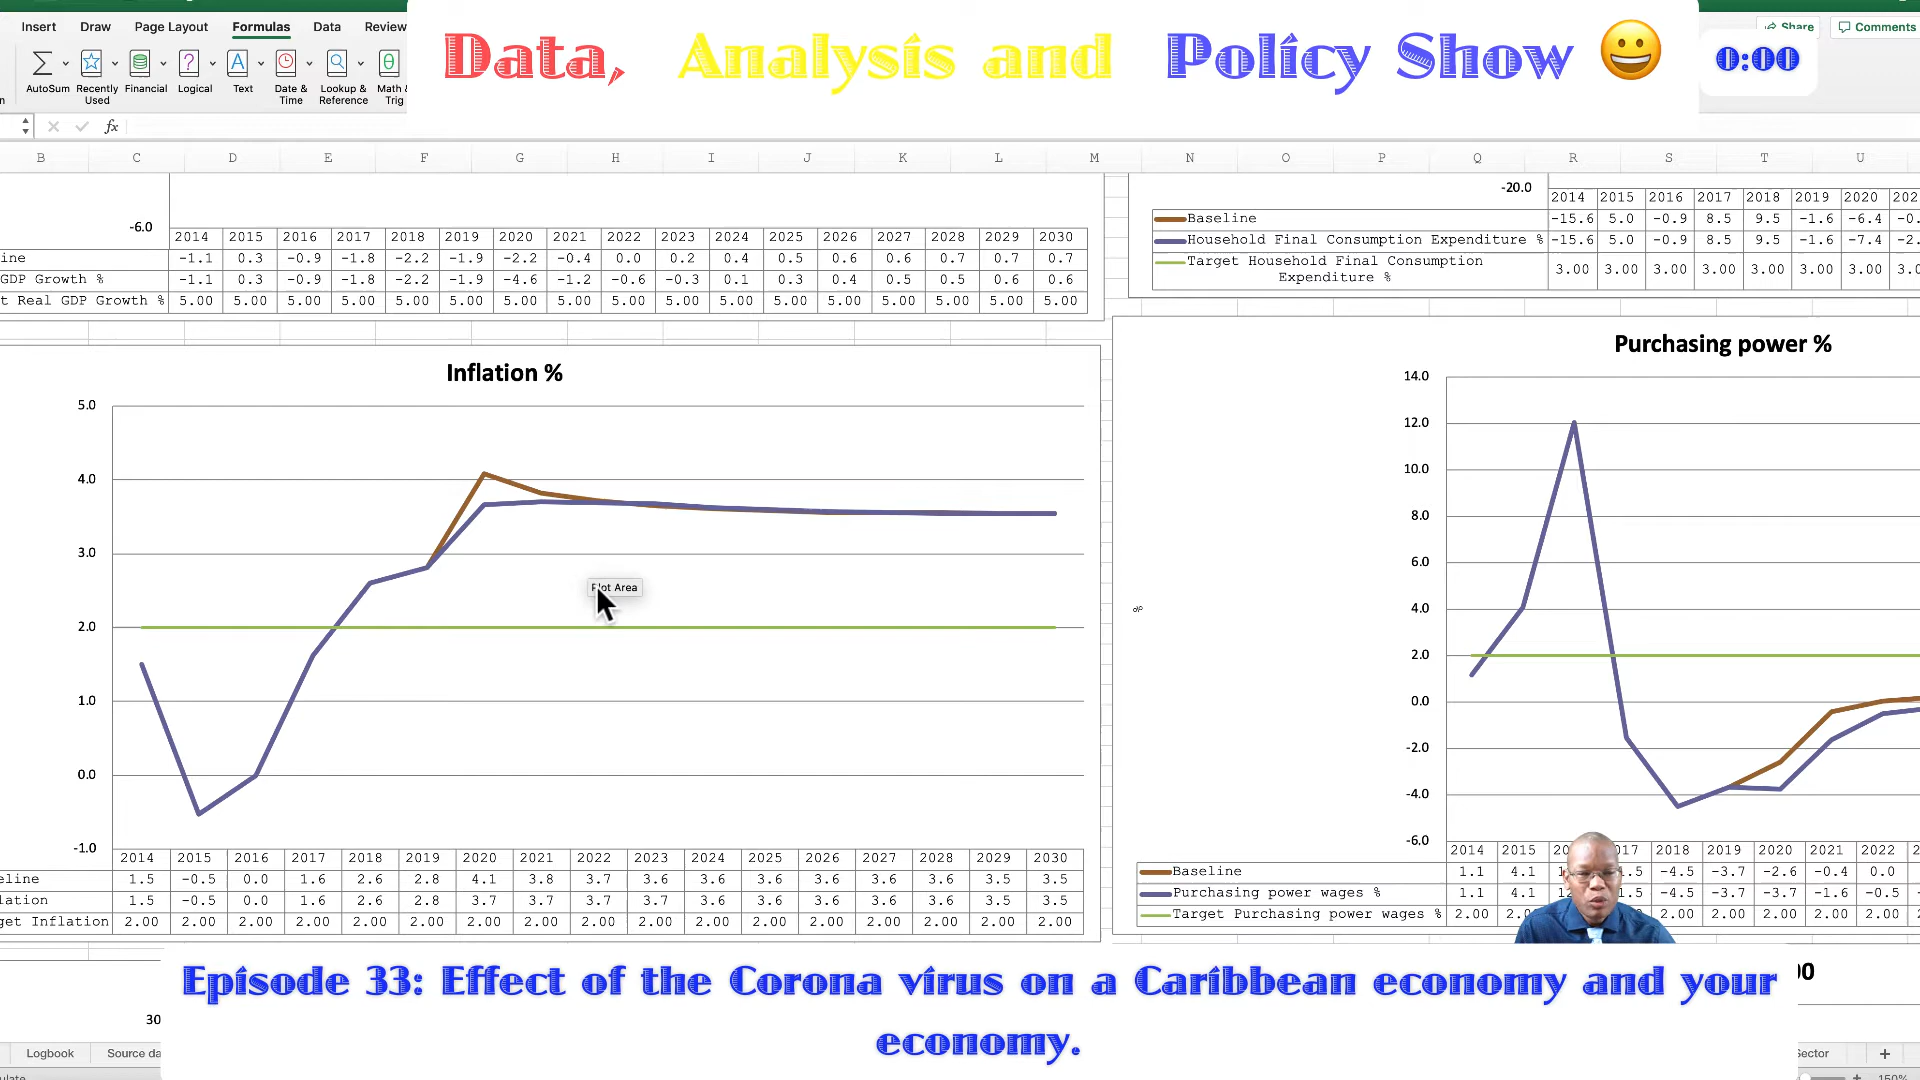 Insert Draw Page Layout Formulas Data Review
Share Comments
Data, Analysis and Policy Show 0:00
AutoSum Recently Used Financial Logical Text Date & Time Lookup & Reference Math & Trig
fx
B C D E F G H I J K L M N O P Q R S T U
-6.0
2014 2015 2016 2017 2018 2019 2020 2021 2022 2023 2024 2025 2026 2027 2028 2029 2030
ine -1.1 0.3 -0.9 -1.8 -2.2 -1.9 -2.2 -0.4 0.0 0.2 0.4 0.5 0.6 0.6 0.7 0.7 0.7
GDP Growth % -1.1 0.3 -0.9 -1.8 -2.2 -1.9 -4.6 -1.2 -0.6 -0.3 0.1 0.3 0.4 0.5 0.5 0.6 0.6
t Real GDP Growth % 5.00 5.00 5.00 5.00 5.00 5.00 5.00 5.00 5.00 5.00 5.00 5.00 5.00 5.00 5.00 5.00 5.00
-20.0
2014 2015 2016 2017 2018 2019 2020 202
Baseline -15.6 5.0 -0.9 8.5 9.5 -1.6 -6.4 -0.
Household Final Consumption Expenditure % -15.6 5.0 -0.9 8.5 9.5 -1.6 -7.4 -2.
Target Household Final Consumption
Expenditure % 3.00 3.00 3.00 3.00 3.00 3.00 3.00 3.00
Inflation %
5.0
4.0
3.0
2.0
1.0
0.0
-1.0
Plot Area
2014 2015 2016 2017 2018 2019 2020 2021 2022 2023 2024 2025 2026 2027 2028 2029 2030
eline 1.5 -0.5 0.0 1.6 2.6 2.8 4.1 3.8 3.7 3.6 3.6 3.6 3.6 3.6 3.6 3.5 3.5
lation 1.5 -0.5 0.0 1.6 2.6 2.8 3.7 3.7 3.7 3.7 3.6 3.6 3.6 3.6 3.6 3.5 3.5
get Inflation 2.00 2.00 2.00 2.00 2.00 2.00 2.00 2.00 2.00 2.00 2.00 2.00 2.00 2.00 2.00 2.00 2.00
Purchasing power %
14.0
12.0
10.0
8.0
6.0
4.0
2.0
0.0
-2.0
-4.0
-6.0
%
2014 2015 20 017 2018 2019 2020 2021 2022
Baseline 1.1 4.1 1 1.5 -4.5 -3.7 -2.6 -0.4 0.0
Purchasing power wages % 1.1 4.1 1 1.5 -4.5 -3.7 -3.7 -1.6 -0.5
Target Purchasing power wages % 2.00 2.00 2.00 2.00 2.00 2.00 2.00
Episode 33: Effect of the Corona virus on a Caribbean economy and your
economy.
30
00
Logbook Source da Sector +
150%